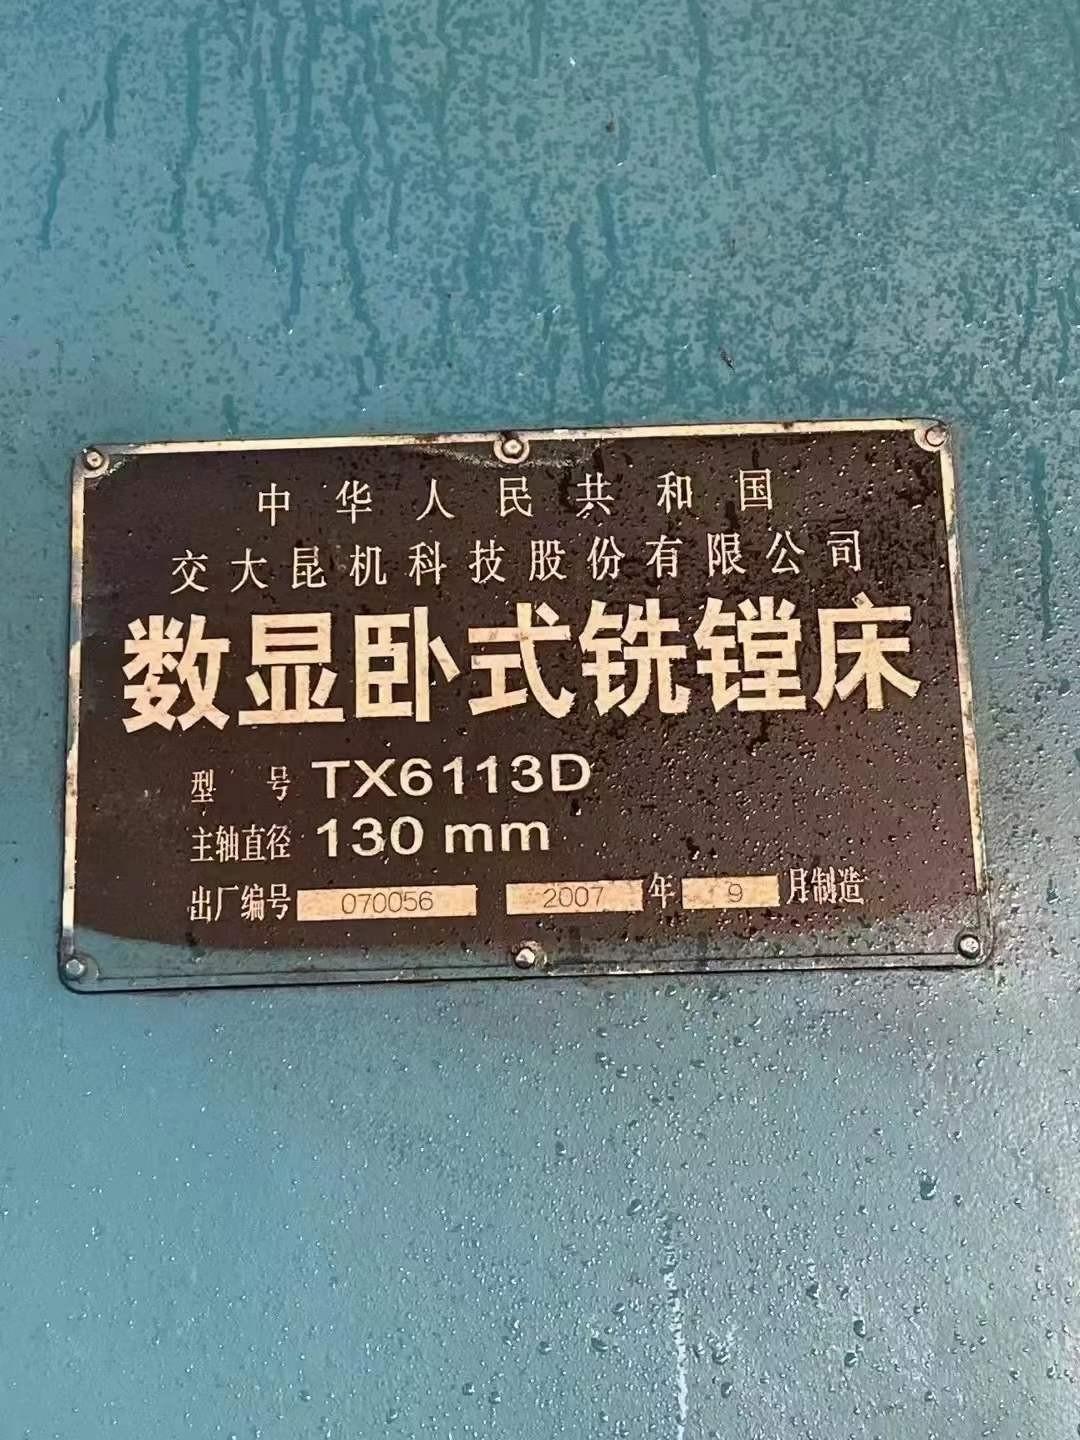 中华人民共和国
交大昆机科技股份有限公司
数显卧式铣镗床
型号 TX6113D
主轴直径 130 mm
出厂编号 070056 2007 年 9 月制造